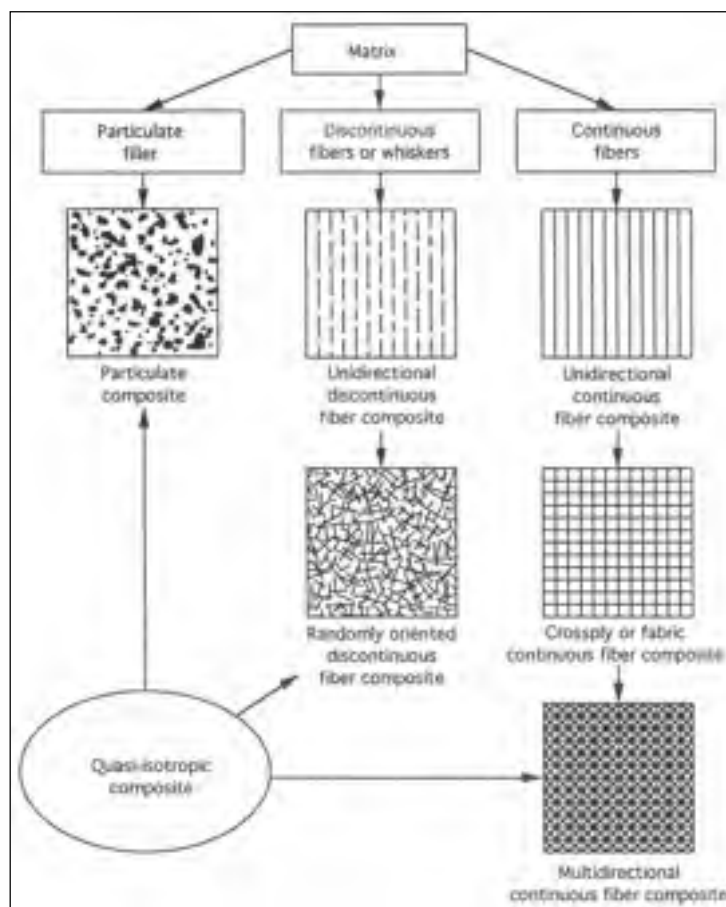 Matrix
Particulate
filler
Discontinuous
fibers or whiskers
Continuous
fibers
Particulate
composite
Unidirectional
discontinuous
fiber composite
Unidirectional
continuous
fiber composite
Randomly oriented
discontinuous
fiber composite
Crossply or fabric
continuous fiber composite
Quasi-isotropic
composite
Multidirectional
continuous fiber composite